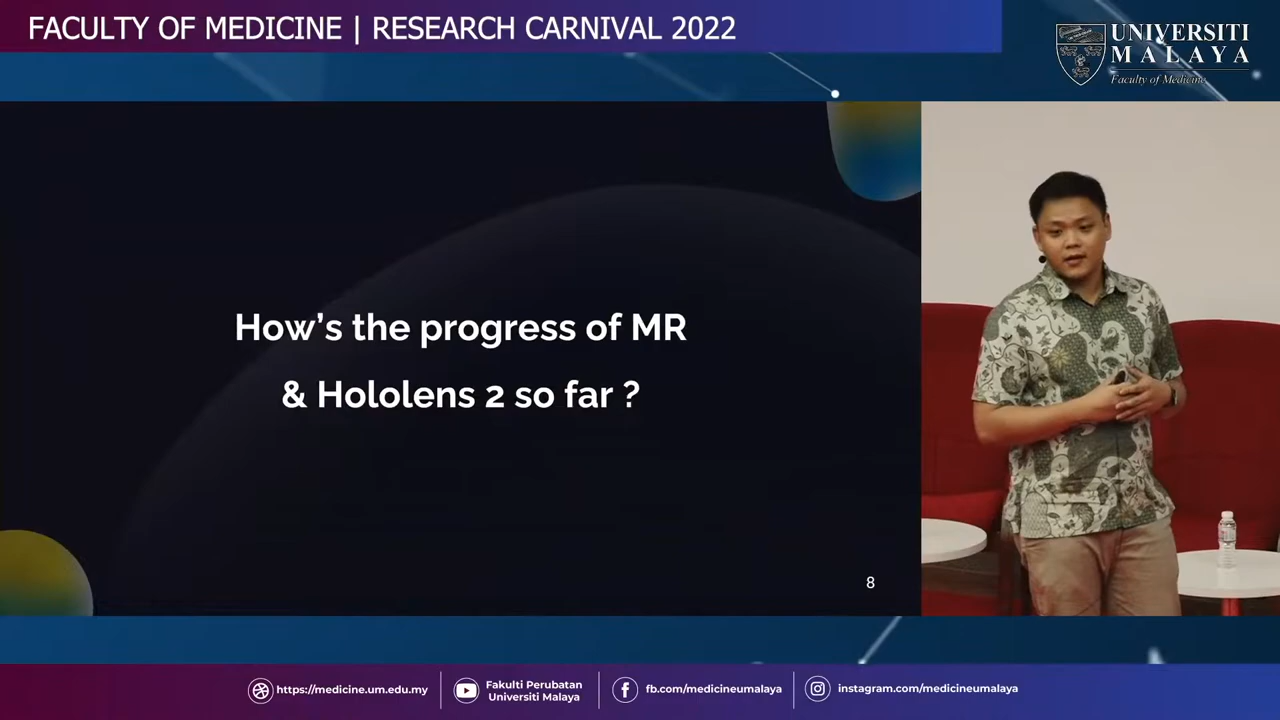 FACULTY OF MEDICINE | RESEARCH CARNIVAL 2022
UNIVERSITI
MALAYA
Faculty of Medicine
How's the progress of MR
& Hololens 2 so far ?
8
https://medicine.um.edu.my
Fakulti Perubatan
Universiti Malaya
fb.com/medicineumalaya
instagram.com/medicineumalaya